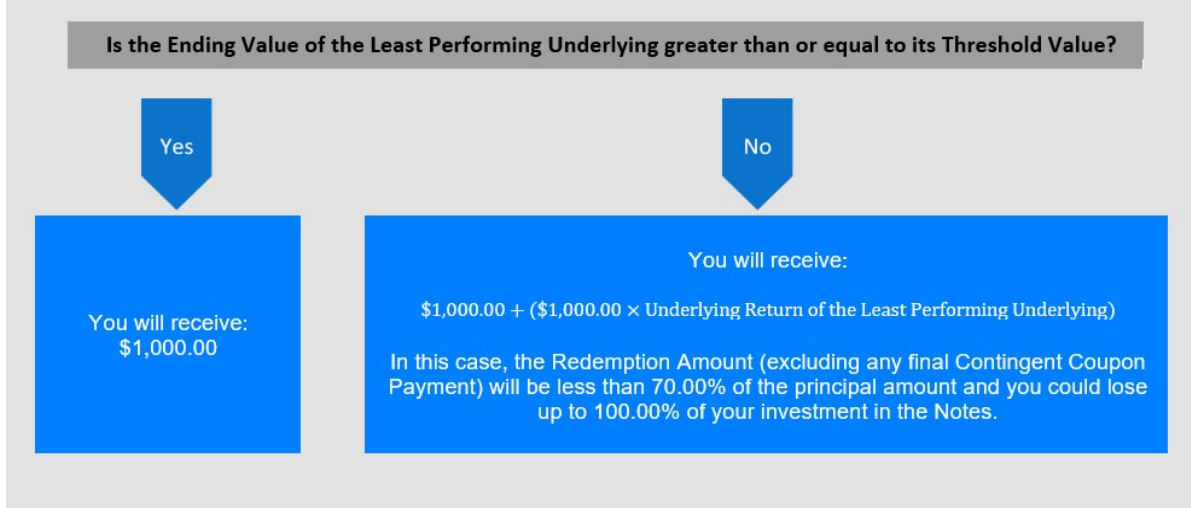 Is the Ending Value of the Least Performing Underlying greater than or equal to its Threshold Value?
Yes
No
You will receive:
$1,000.00
You will receive:
$1,000.00 + ($1,000.00 × Underlying Return of the Least Performing Underlying)
In this case, the Redemption Amount (excluding any final Contingent Coupon
Payment) will be less than 70.00% of the principal amount and you could lose
up to 100.00% of your investment in the Notes.